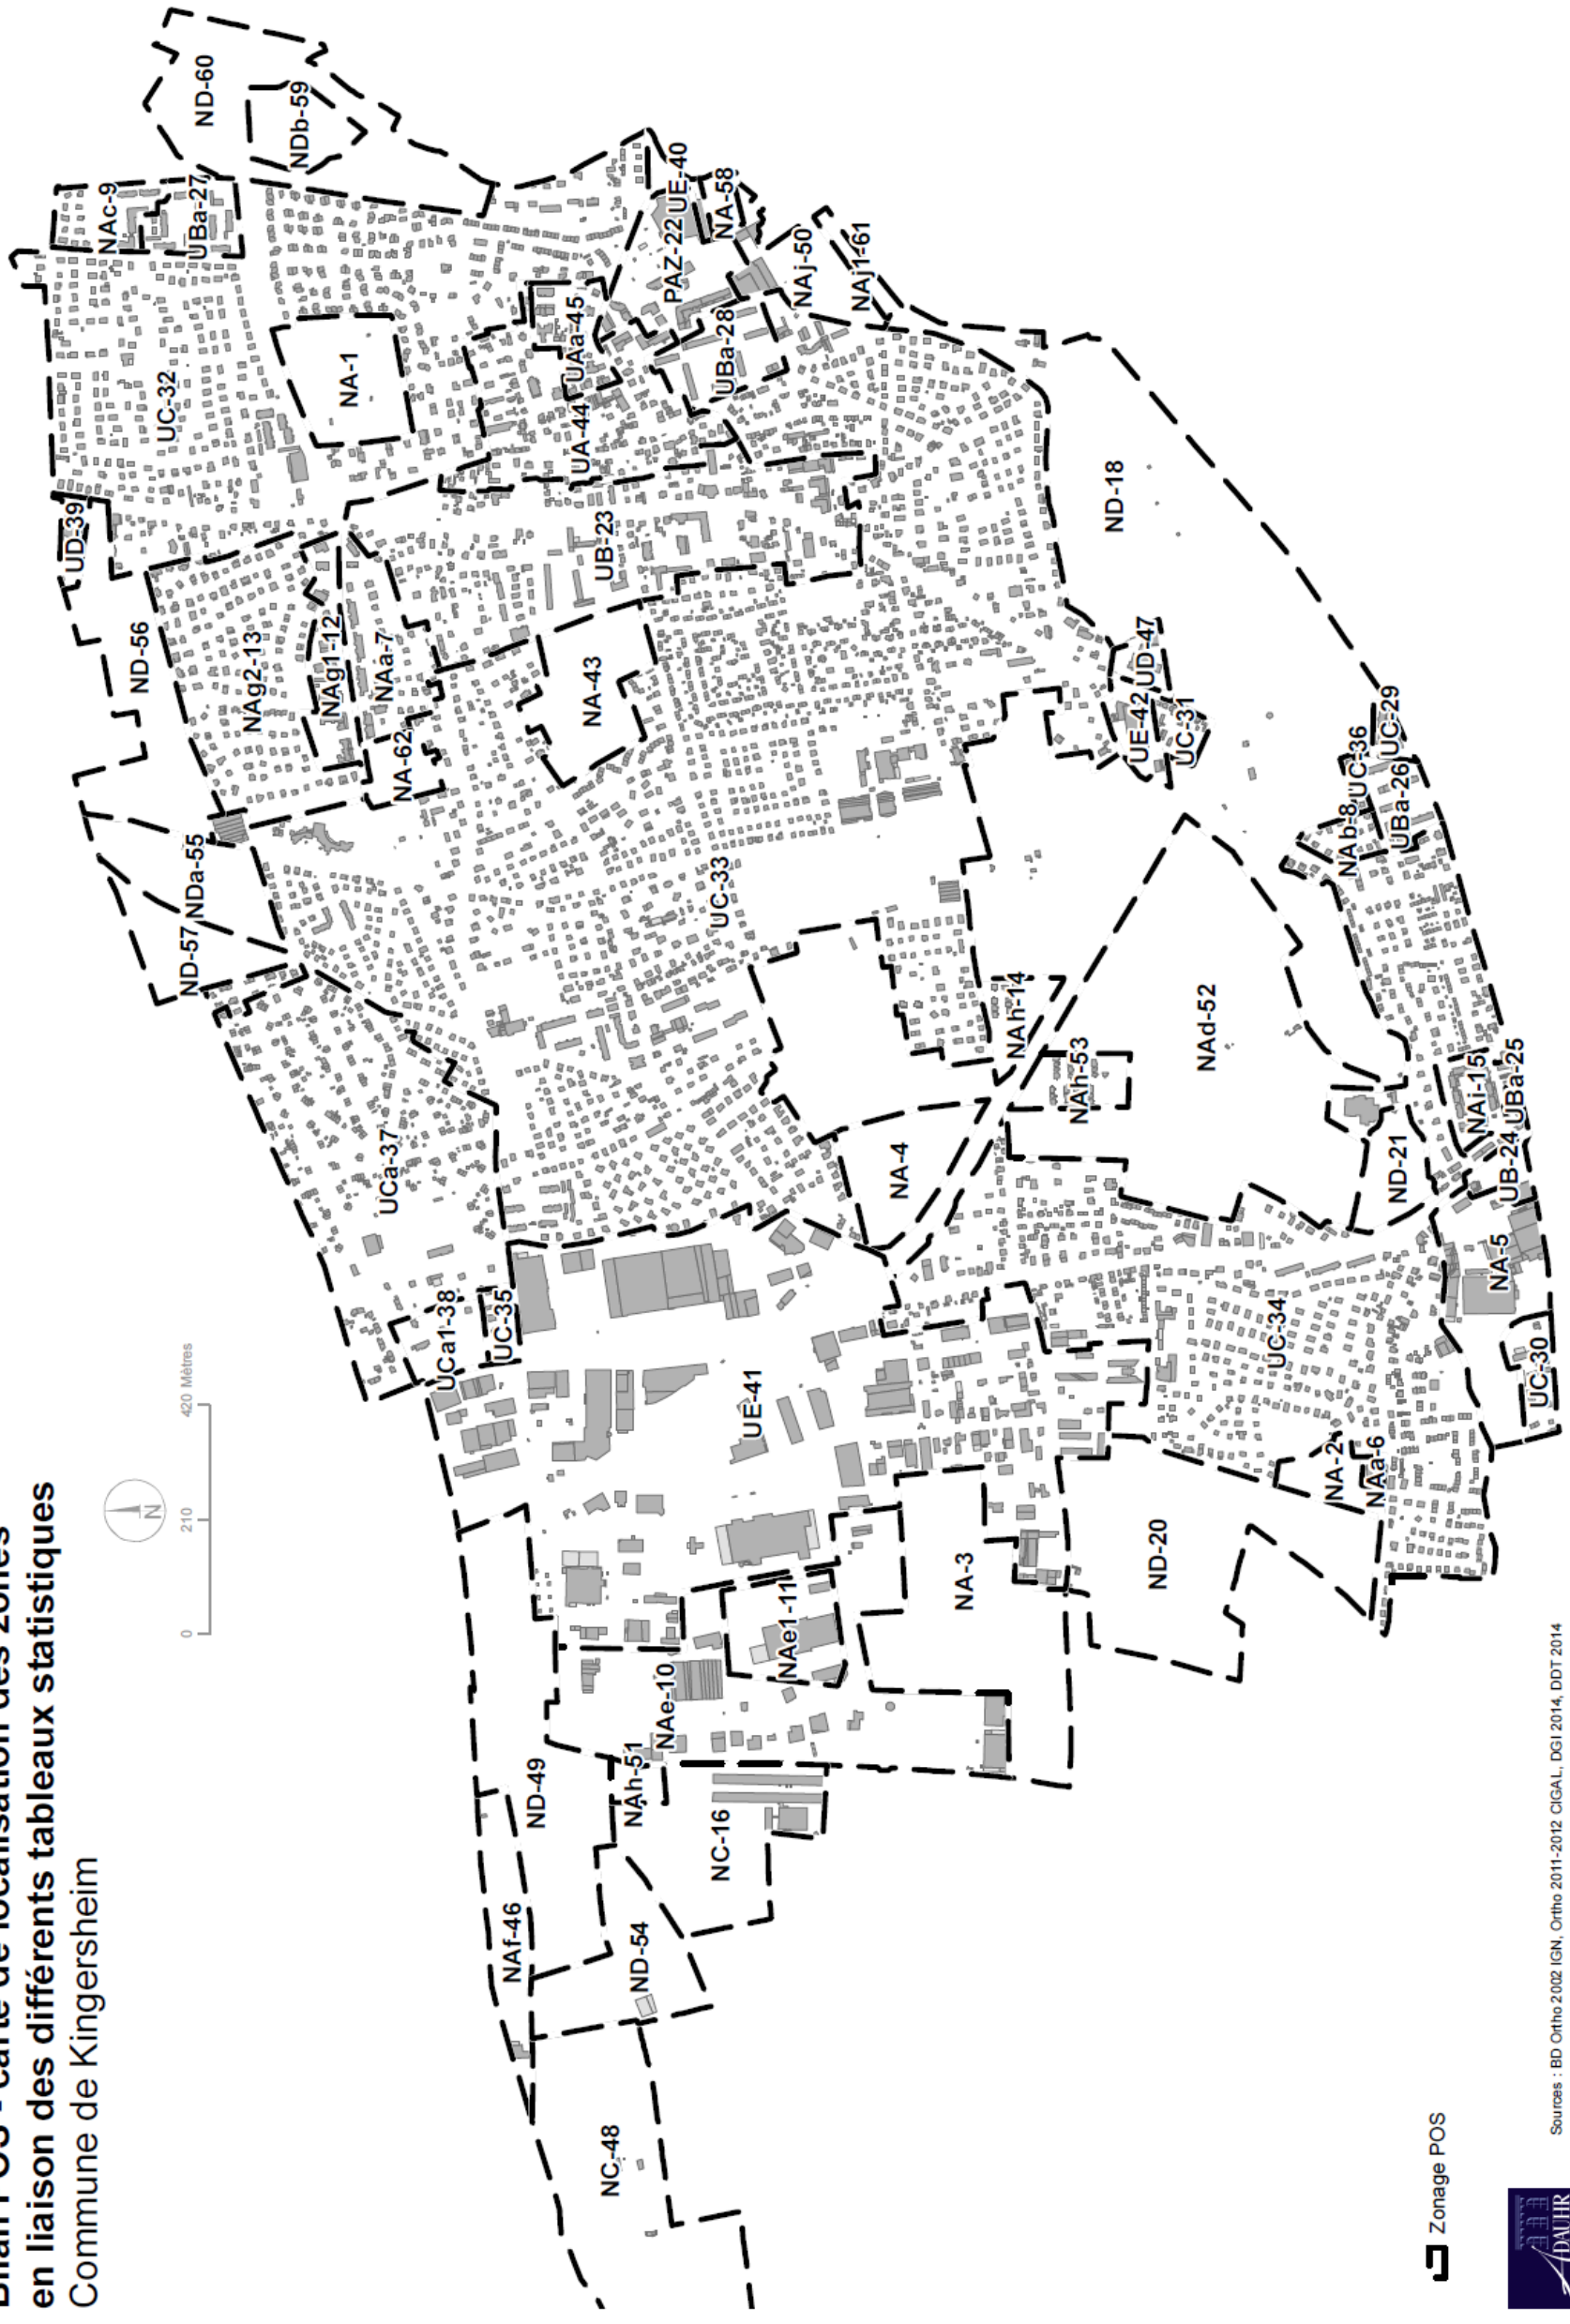 Bilan POS - carte de localisation des zones
en liaison des différents tableaux statistiques
Commune de Kingersheim
0 210 420 Mètres
N
UD-39
NAc-9
ND-56
UC-32
ND-57
NDa-55
UBa-27
ND-60
NAg2-13
NDb-59
NAg1-12
NA-1
UCa-37
NAa-7
NA-62
UCa1-38
UC-35
NAf-46
ND-49
UA-44
UAa-45
NA-43
UB-23
NC-48
ND-54
NAh-51
NAe-10
PAZ-22
UE-40
NC-16
UC-33
UBa-28
NA-58
UE-41
NAe1-11
NAj-50
NAj1-61
NA-4
NA-3
NAh-14
NAh-53
ND-18
UE-42
UD-47
ND-20
UC-31
NAd-52
UC-34
NA-2
NAb-8
UC-36
NAa-6
ND-21
UBa-26
UC-29
NAi-15
NA-5
UB-24
UBa-25
UC-30
Zonage POS
ADAUHR
Sources : BD Ortho 2002 IGN, Ortho 2011-2012 CIGAL, DGI 2014, DDT 2014